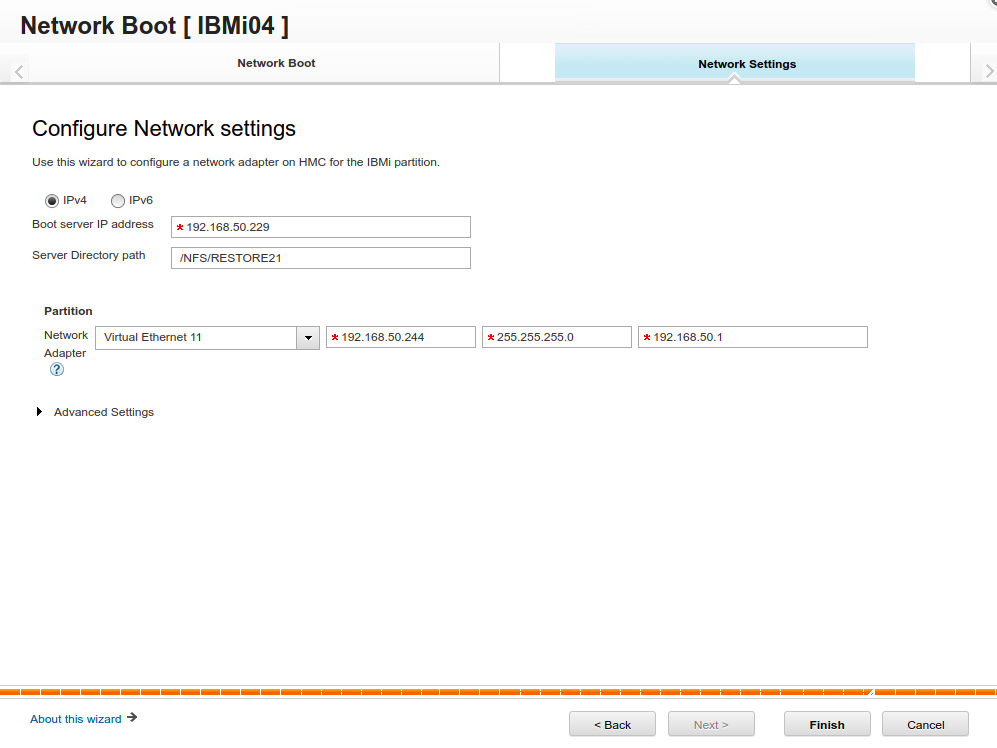 Network Boot [ IBMi04 ]
Network Boot
Network Settings
Configure Network settings
Use this wizard to configure a network adapter on HMC for the IBMi partition.
IPv4 IPv6
Boot server IP address * 192.168.50.229
Server Directory path /NFS/RESTORE21
Partition
Network Adapter
?
Virtual Ethernet 11 * 192.168.50.244 * 255.255.255.0 * 192.168.50.1
Advanced Settings
About this wizard
< Back Next > Finish Cancel